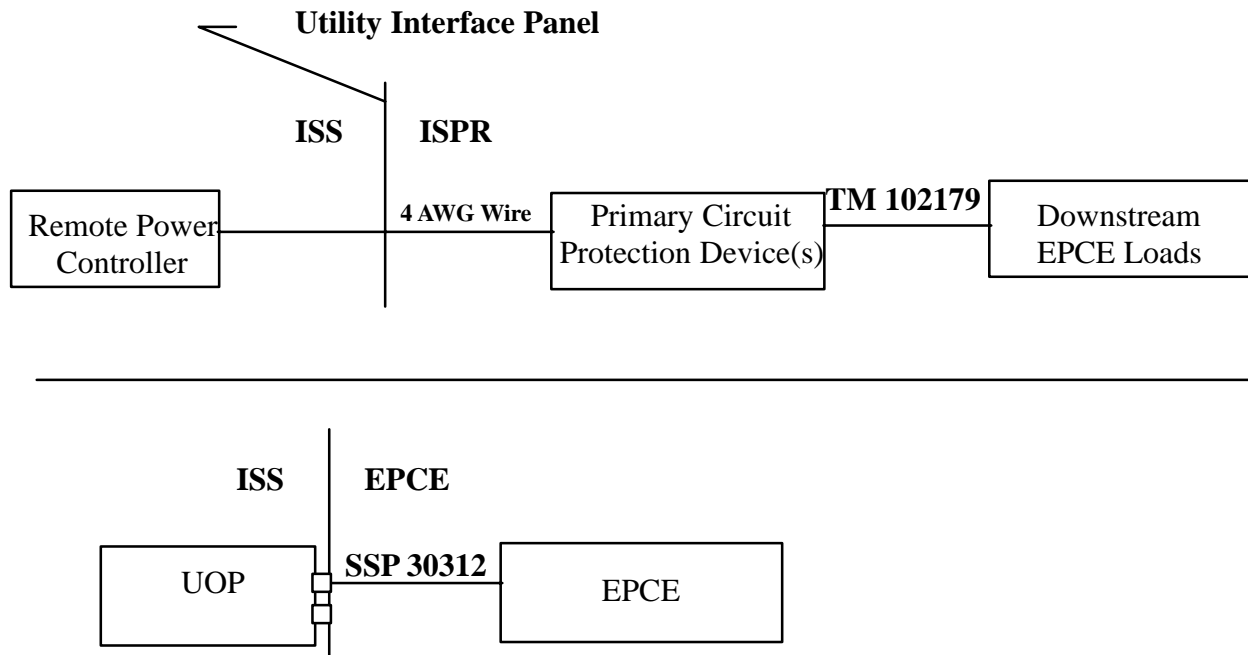 Utility Interface Panel
ISS
ISPR
Remote Power
Controller
4 AWG Wire
Primary Circuit
Protection Device(s)
TM 102179
Downstream
EPCE Loads
ISS
EPCE
UOP
SSP 30312
EPCE